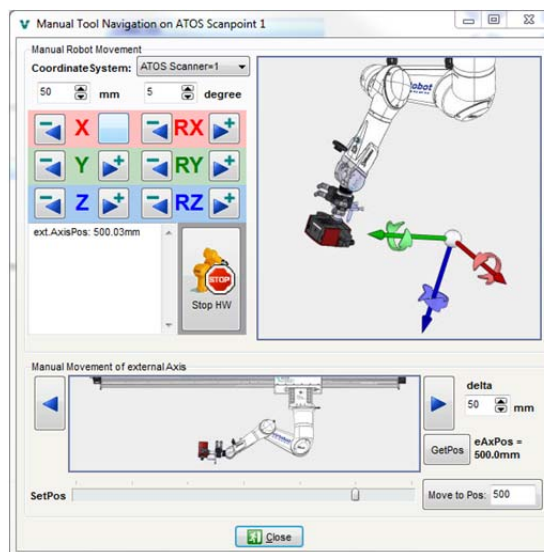 Manual Tool Navigation on ATOS Scanpoint 1
Manual Robot Movement
CoordinateSystem: ATOS Scanner=1
50 mm 5 degree
- X - RX +
- Y + - RY +
- Z + - RZ +
ext.AxisPos: 500.03mm
STOP
Stop HW
Manual Movement of external Axis
delta
50 mm
GetPos eAxPos =
500.0mm
SetPos Move to Pos: 500
Close